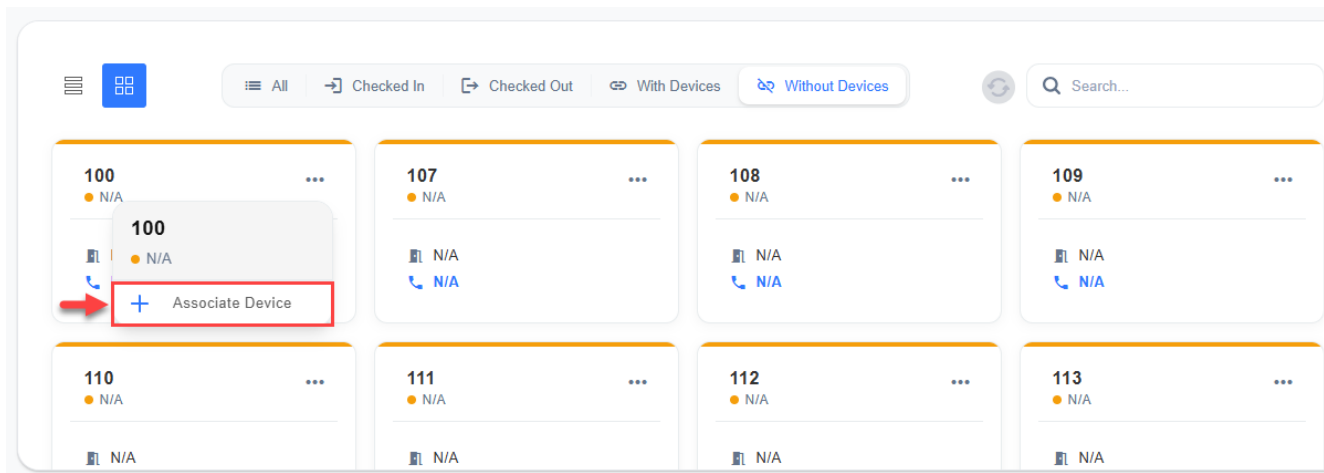 All Checked In Checked Out With Devices Without Devices Search...
100 ••• 107 ••• 108 ••• 109 •••
N/A N/A N/A N/A
100
N/A
N/A N/A N/A
N/A N/A N/A
Associate Device
110 ••• 111 ••• 112 ••• 113 •••
N/A N/A N/A N/A
N/A N/A N/A N/A